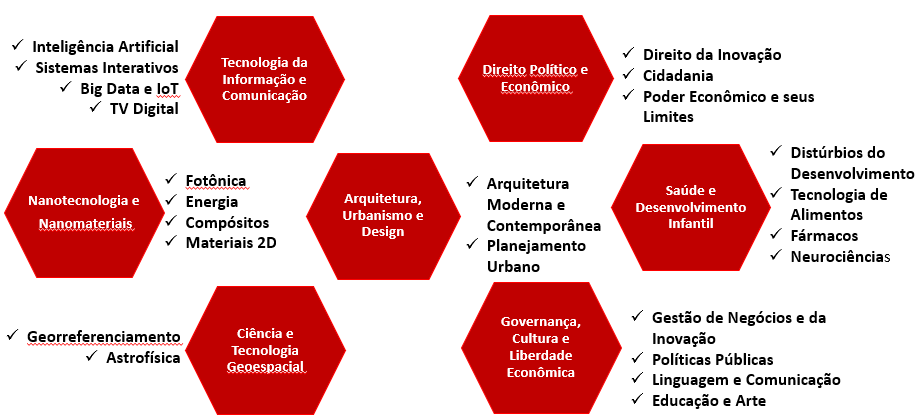 ✓ Inteligência Artificial
✓ Sistemas Interativos
✓ Big Data e IoT
✓ TV Digital
Tecnologia da
Informação e
Comunicação
Direito Político e
Econômico
✓ Direito da Inovação
✓ Cidadania
✓ Poder Econômico e seus
Limites
Nanotecnologia e
Nanomateriais
✓ Fotônica
✓ Energia
✓ Compósitos
✓ Materiais 2D
Arquitetura,
Urbanismo e
Design
✓ Arquitetura
Moderna e
Contemporânea
✓ Planejamento
Urbano
Saúde e
Desenvolvimento
Infantil
✓ Distúrbios do
Desenvolvimento
✓ Tecnologia de
Alimentos
✓ Fármacos
✓ Neurociências
✓ Georreferenciamento
✓ Astrofísica
Ciência e
Tecnologia
Geoespacial
Governança,
Cultura e
Liberdade
Econômica
✓ Gestão de Negócios e da
Inovação
✓ Políticas Públicas
✓ Linguagem e Comunicação
✓ Educação e Arte